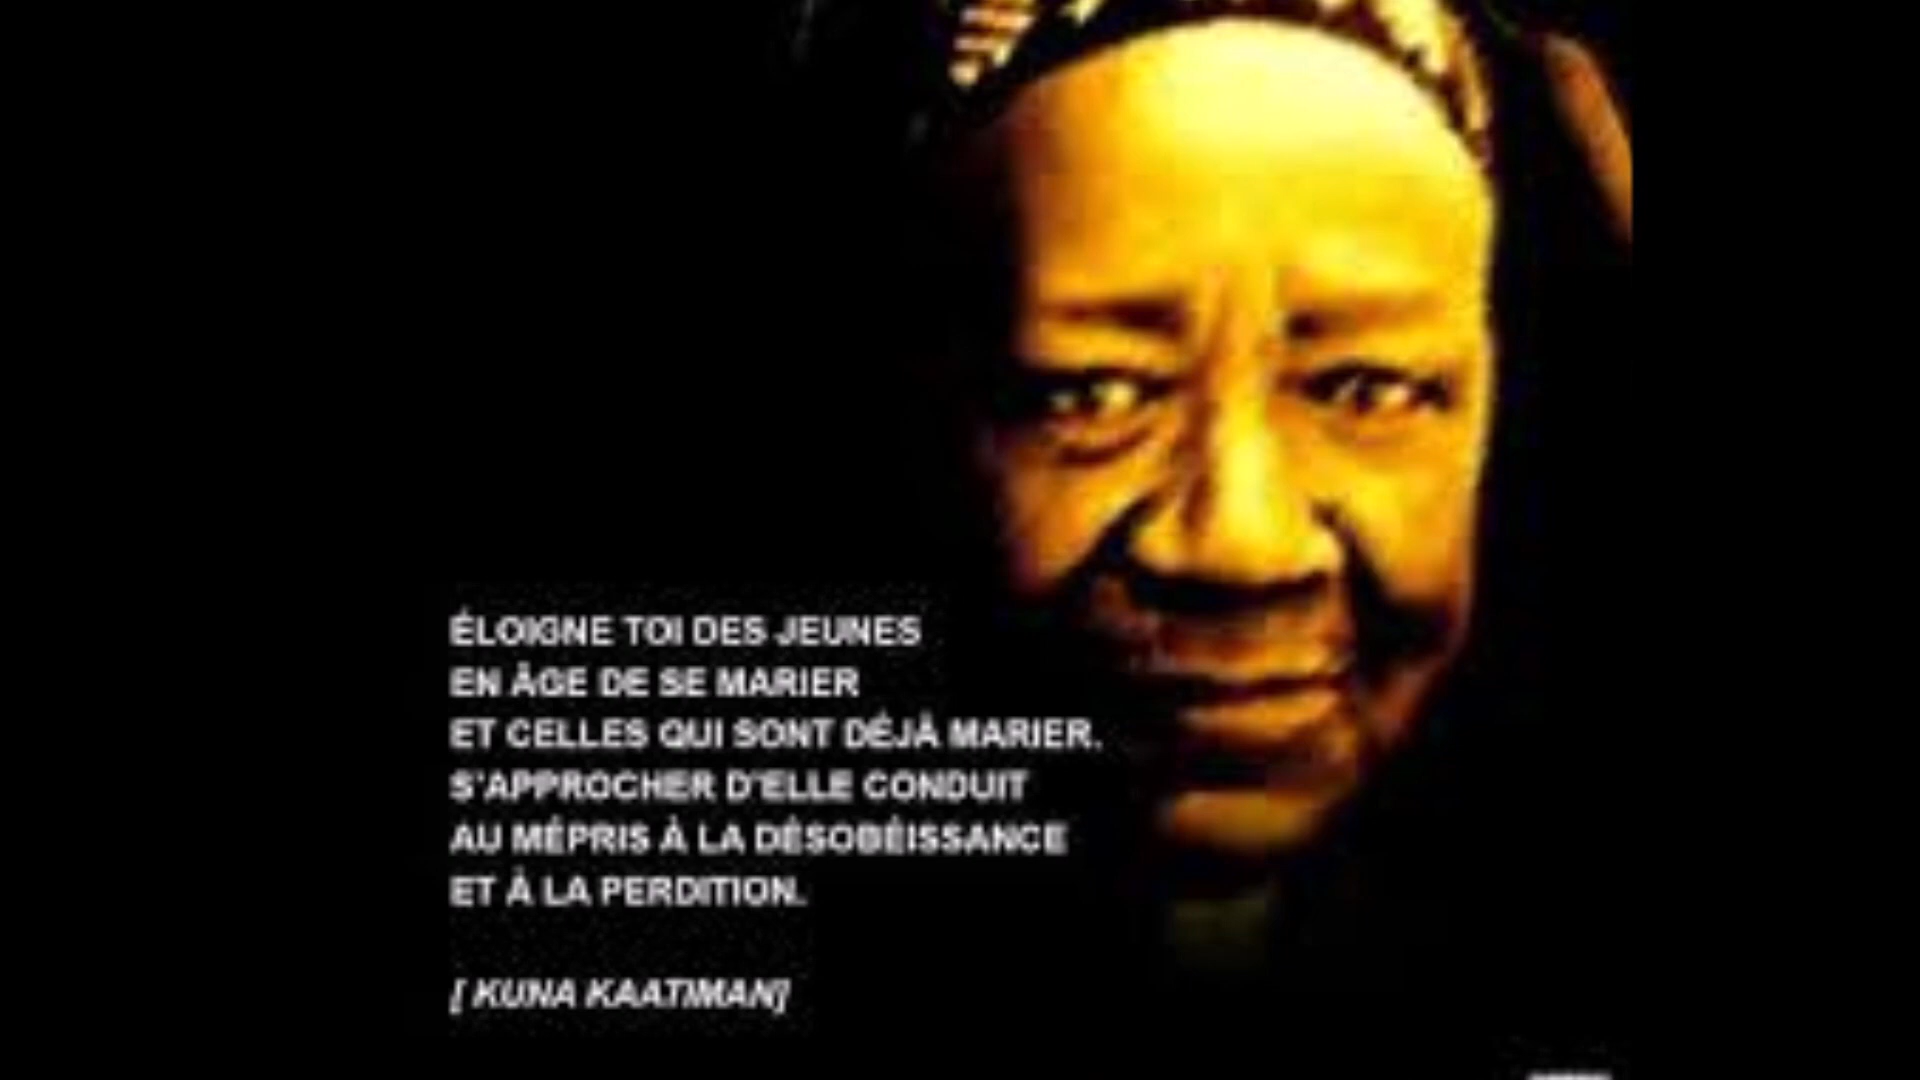 ÉLOIGNE TOI DES JEUNES
EN ÂGE DE SE MARIER
ET CELLES QUI SONT DÉJÀ MARIER.
S'APPROCHER D'ELLE CONDUIT
AU MÉPRIS À LA DÉSOBÉISSANCE
ET À LA PERDITION.
[ KUNA KAATIMAN]